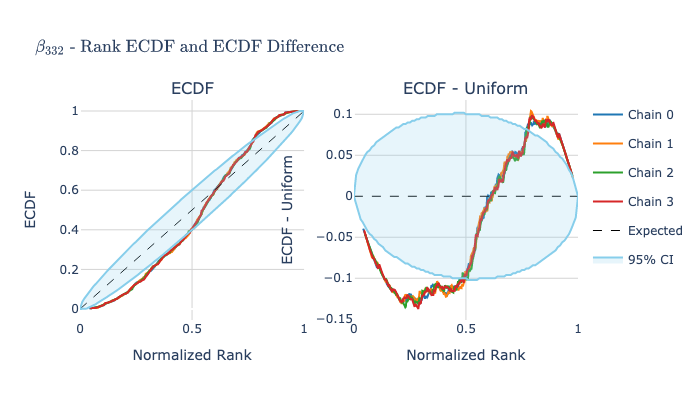 β332 - Rank ECDF and ECDF Difference
ECDF
ECDF - Uniform
1
0.8
0.6
0.4
0.2
0
0
0.5
1
ECDF
Normalized Rank
0.1
0.05
0
−0.05
−0.1
−0.15
0
0.5
1
ECDF - Uniform
Normalized Rank
Chain 0
Chain 1
Chain 2
Chain 3
Expected
95% CI